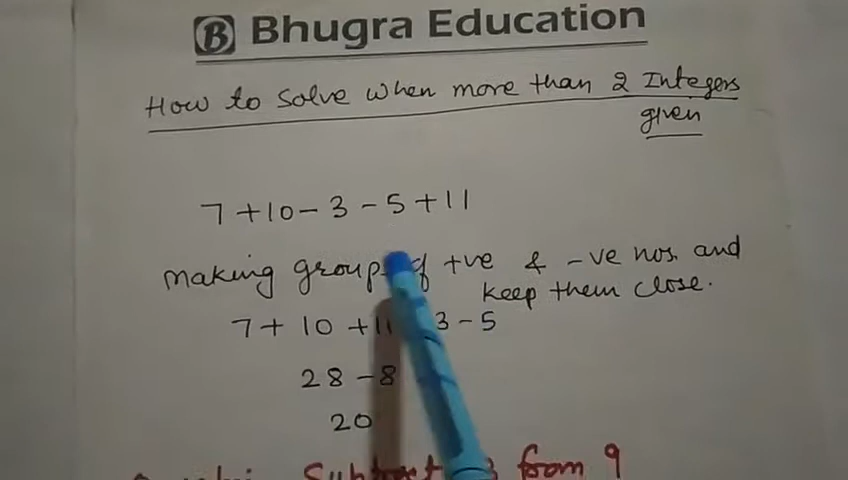 B Bhugra Education
How to solve when more than 2 Integers
given
7 + 10 - 3 - 5 + 11
Making group of +ve & -ve nos. and
keep them close.
7 + 10 + 11 3 - 5
28 - 8
20
Subtract from 9